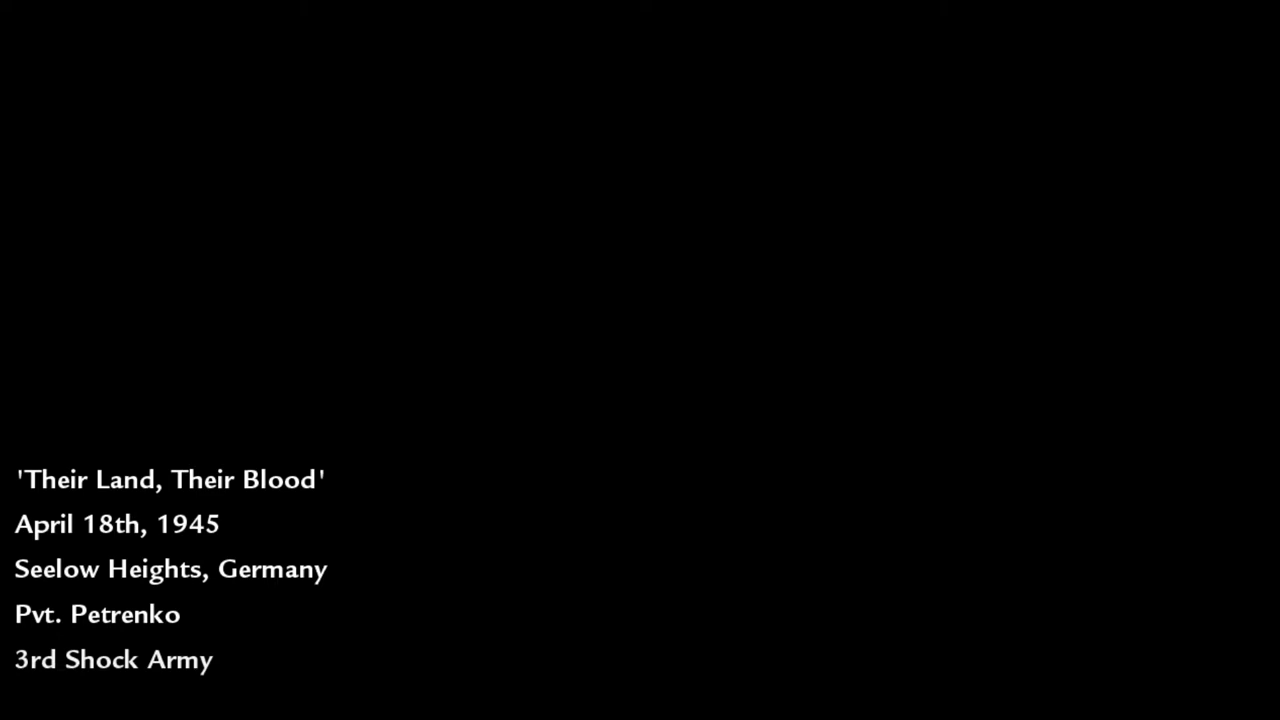 'Their Land, Their Blood'
April 18th, 1945
Seelow Heights, Germany
Pvt. Petrenko
3rd Shock Army